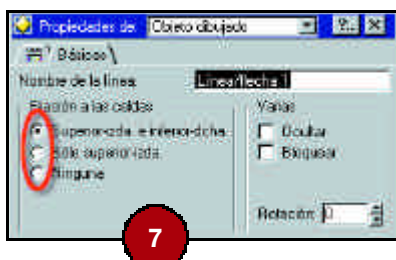 Propiedades de: Objeto dibujado
Básicos
Nombre de la línea: Línea/flecha 1
Fijación a las celdas
Superior-izda. e inferior-dcha.
Sólo superior-izda.
Ninguna
Varias
Ocultar
Bloquear
Rotación: 0
7